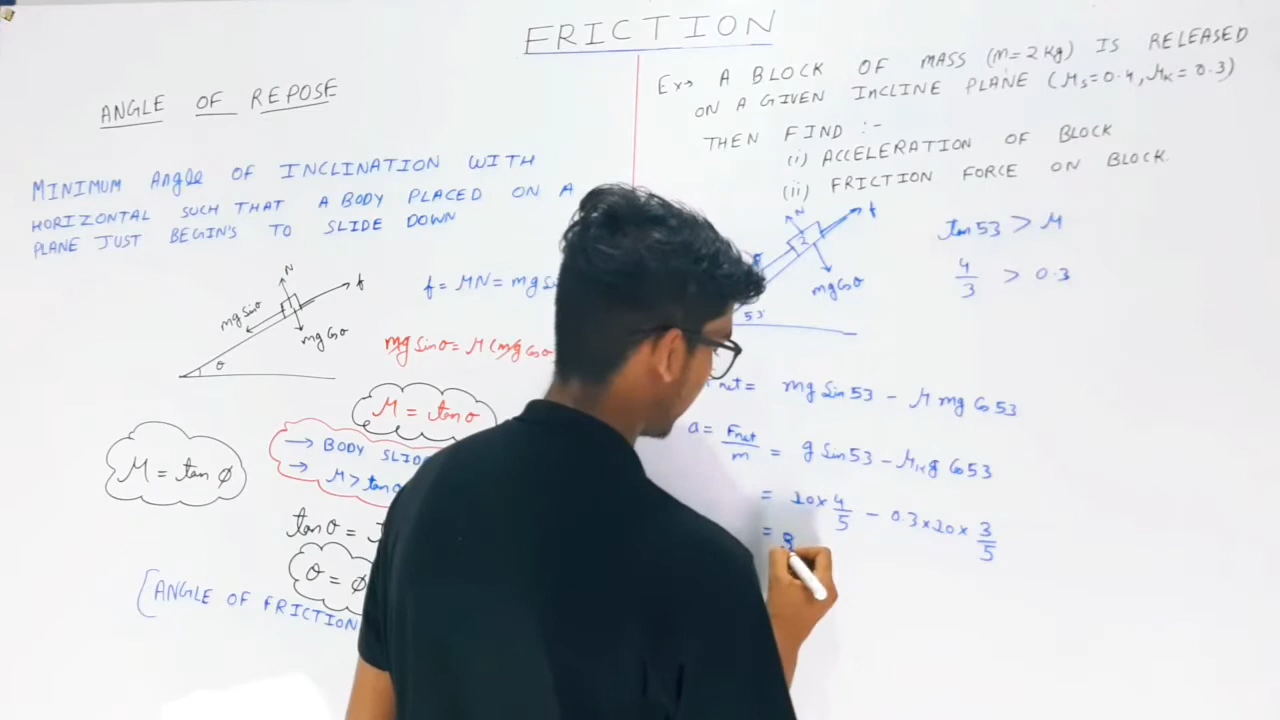 FRICTION
ANGLE OF REPOSE
MINIMUM Angle OF INCLINATION WITH
HORIZONTAL SUCH THAT A BODY PLACED ON A
PLANE JUST BEGIN'S TO SLIDE DOWN
N
f
mg Sinθ
mg Cosθ
θ
f = μN = mg
mg Sinθ = μ(mg Cosθ
μ = tanθ
μ = tan φ
→ BODY
→ μ > tan
tanθ =
θ = φ
[ANGLE OF FRICTION
Ex→ A BLOCK OF MASS (m=2kg) IS RELEASED
ON A GIVEN INCLINE PLANE (μs=0.4, μk=0.3)
THEN FIND :-
(i) ACCELERATION OF BLOCK
(ii) FRICTION FORCE ON BLOCK.
N
f
2
mg Cosθ
53°
tan 53 > μ
4/3 > 0.3
net = mg Sin 53 - μ mg Cos 53
a = Fnet/m = g Sin 53 - μk g Cos 53
= 10 × 4/5 - 0.3 × 10 × 3/5
= 8